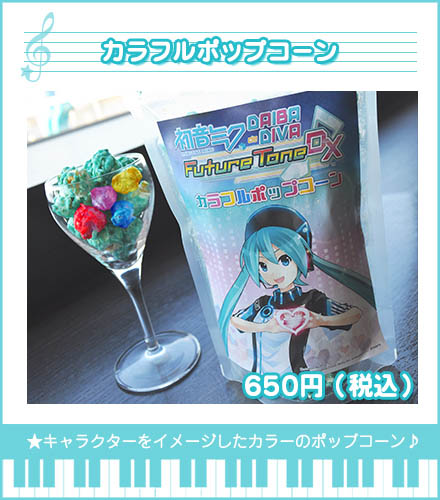 カラフルポップコーン
初音ミク DAIBA de DIVA
Future Tone DX
カラフルポップコーン
650円（税込）
★キャラクターをイメージしたカラーのポップコーン♪